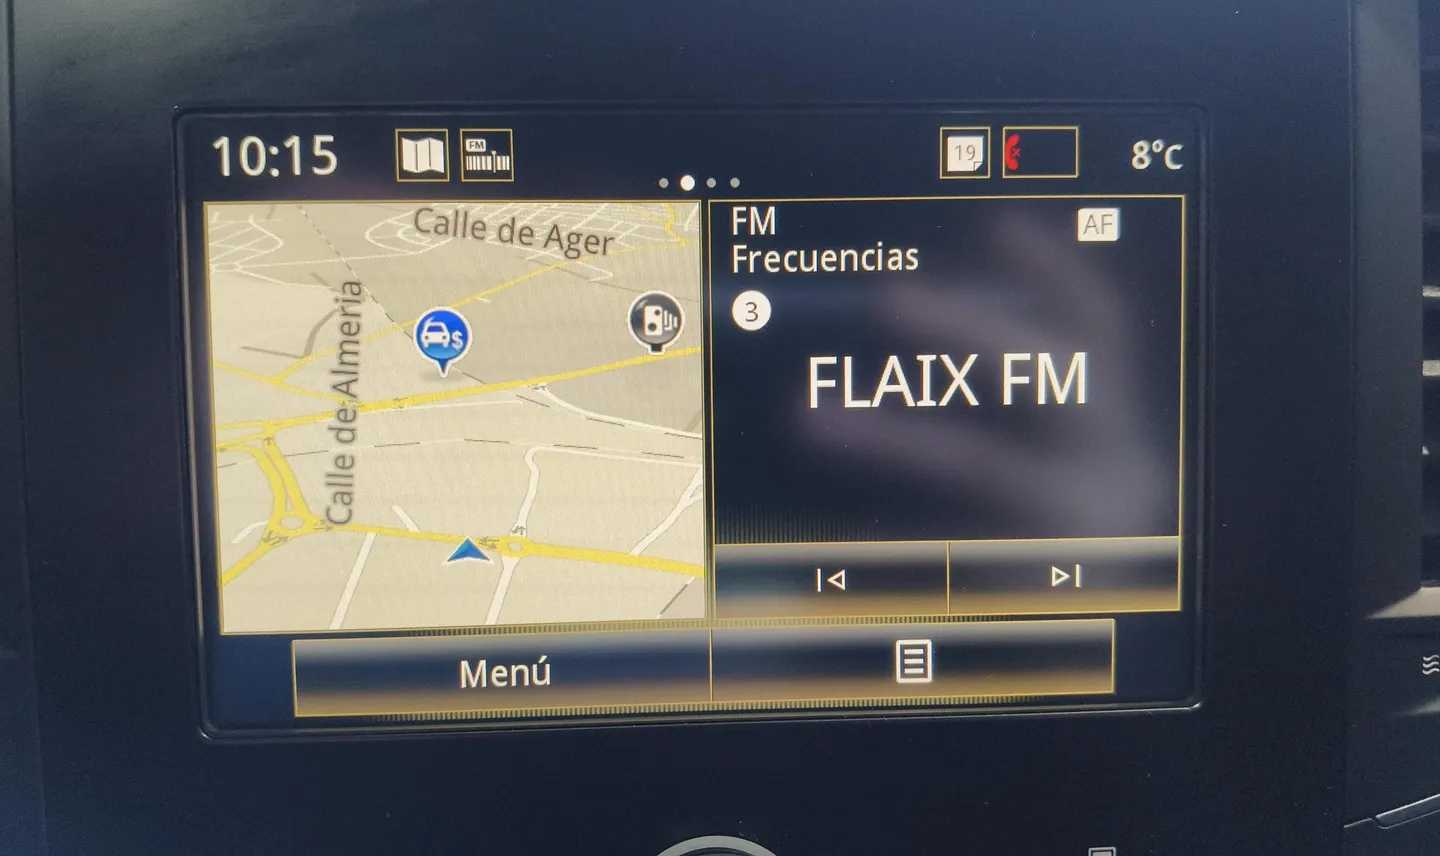 10:15
FM
19
8°C
Calle de Ager
Calle de Almeria
$
FM
AF
Frecuencias
3
FLAIX FM
Menú